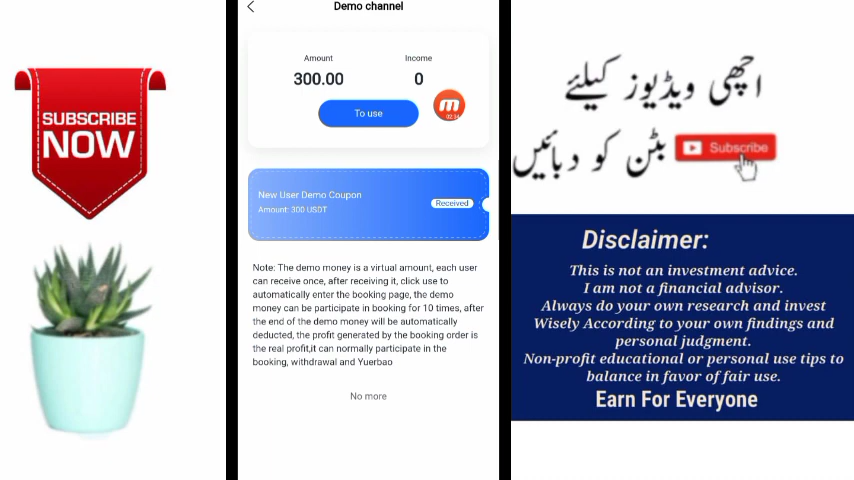 SUBSCRIBE
NOW
Demo channel
Amount
Income
300.00
0
To use
02:14
New User Demo Coupon
Amount: 300 USDT
Received
Note: The demo money is a virtual amount, each user
can receive once, after receiving it, click use to
automatically enter the booking page, the demo
money can be participate in booking for 10 times, after
the end of the demo money will be automatically
deducted, the profit generated by the booking order is
the real profit,it can normally participate in the
booking, withdrawal and Yuerbao
No more
اچھی ویڈیوز کیلئے
بٹن کو دبائیں
Subscribe
Disclaimer:
This is not an investment advice.
I am not a financial advisor.
Always do your own research and invest
Wisely According to your own findings and
personal judgment.
Non-profit educational or personal use tips to
balance in favor of fair use.
Earn For Everyone